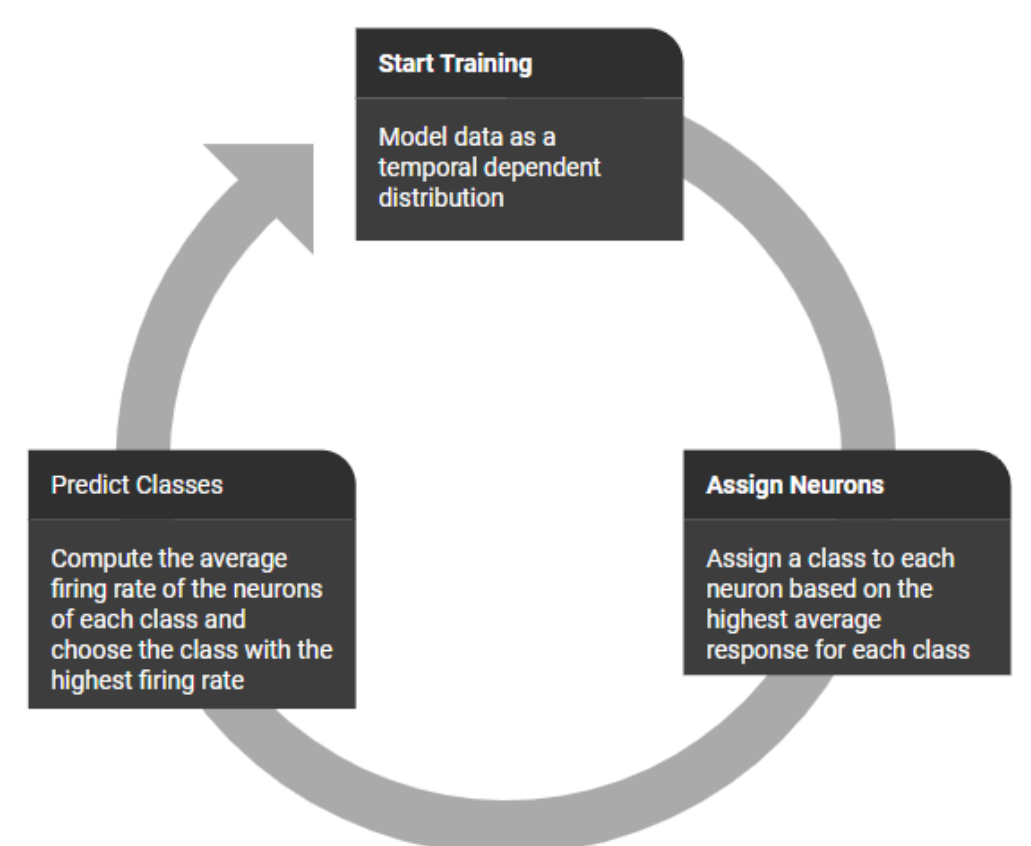 Start Training
Model data as a
temporal dependent
distribution
Assign Neurons
Assign a class to each
neuron based on the
highest average
response for each class
Predict Classes
Compute the average
firing rate of the neurons
of each class and
choose the class with the
highest firing rate